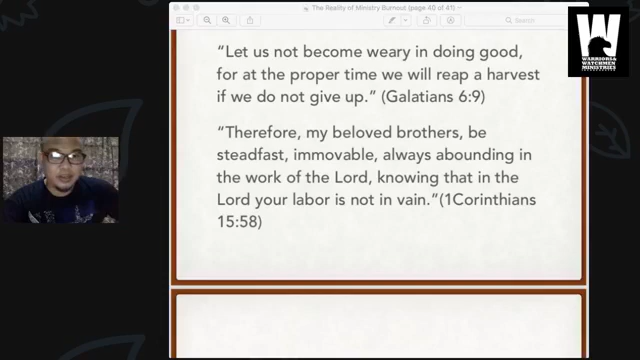 The Reality of Ministry Burnout (page 40 of 41)
Search
W
WARRIORS &
WATCHMEN
MINISTRIES
“Let us not become weary in doing good,
for at the proper time we will reap a harvest
if we do not give up.” (Galatians 6:9)
“Therefore, my beloved brothers, be
steadfast, immovable, always abounding in
the work of the Lord, knowing that in the
Lord your labor is not in vain.”(1Corinthians
15:58)